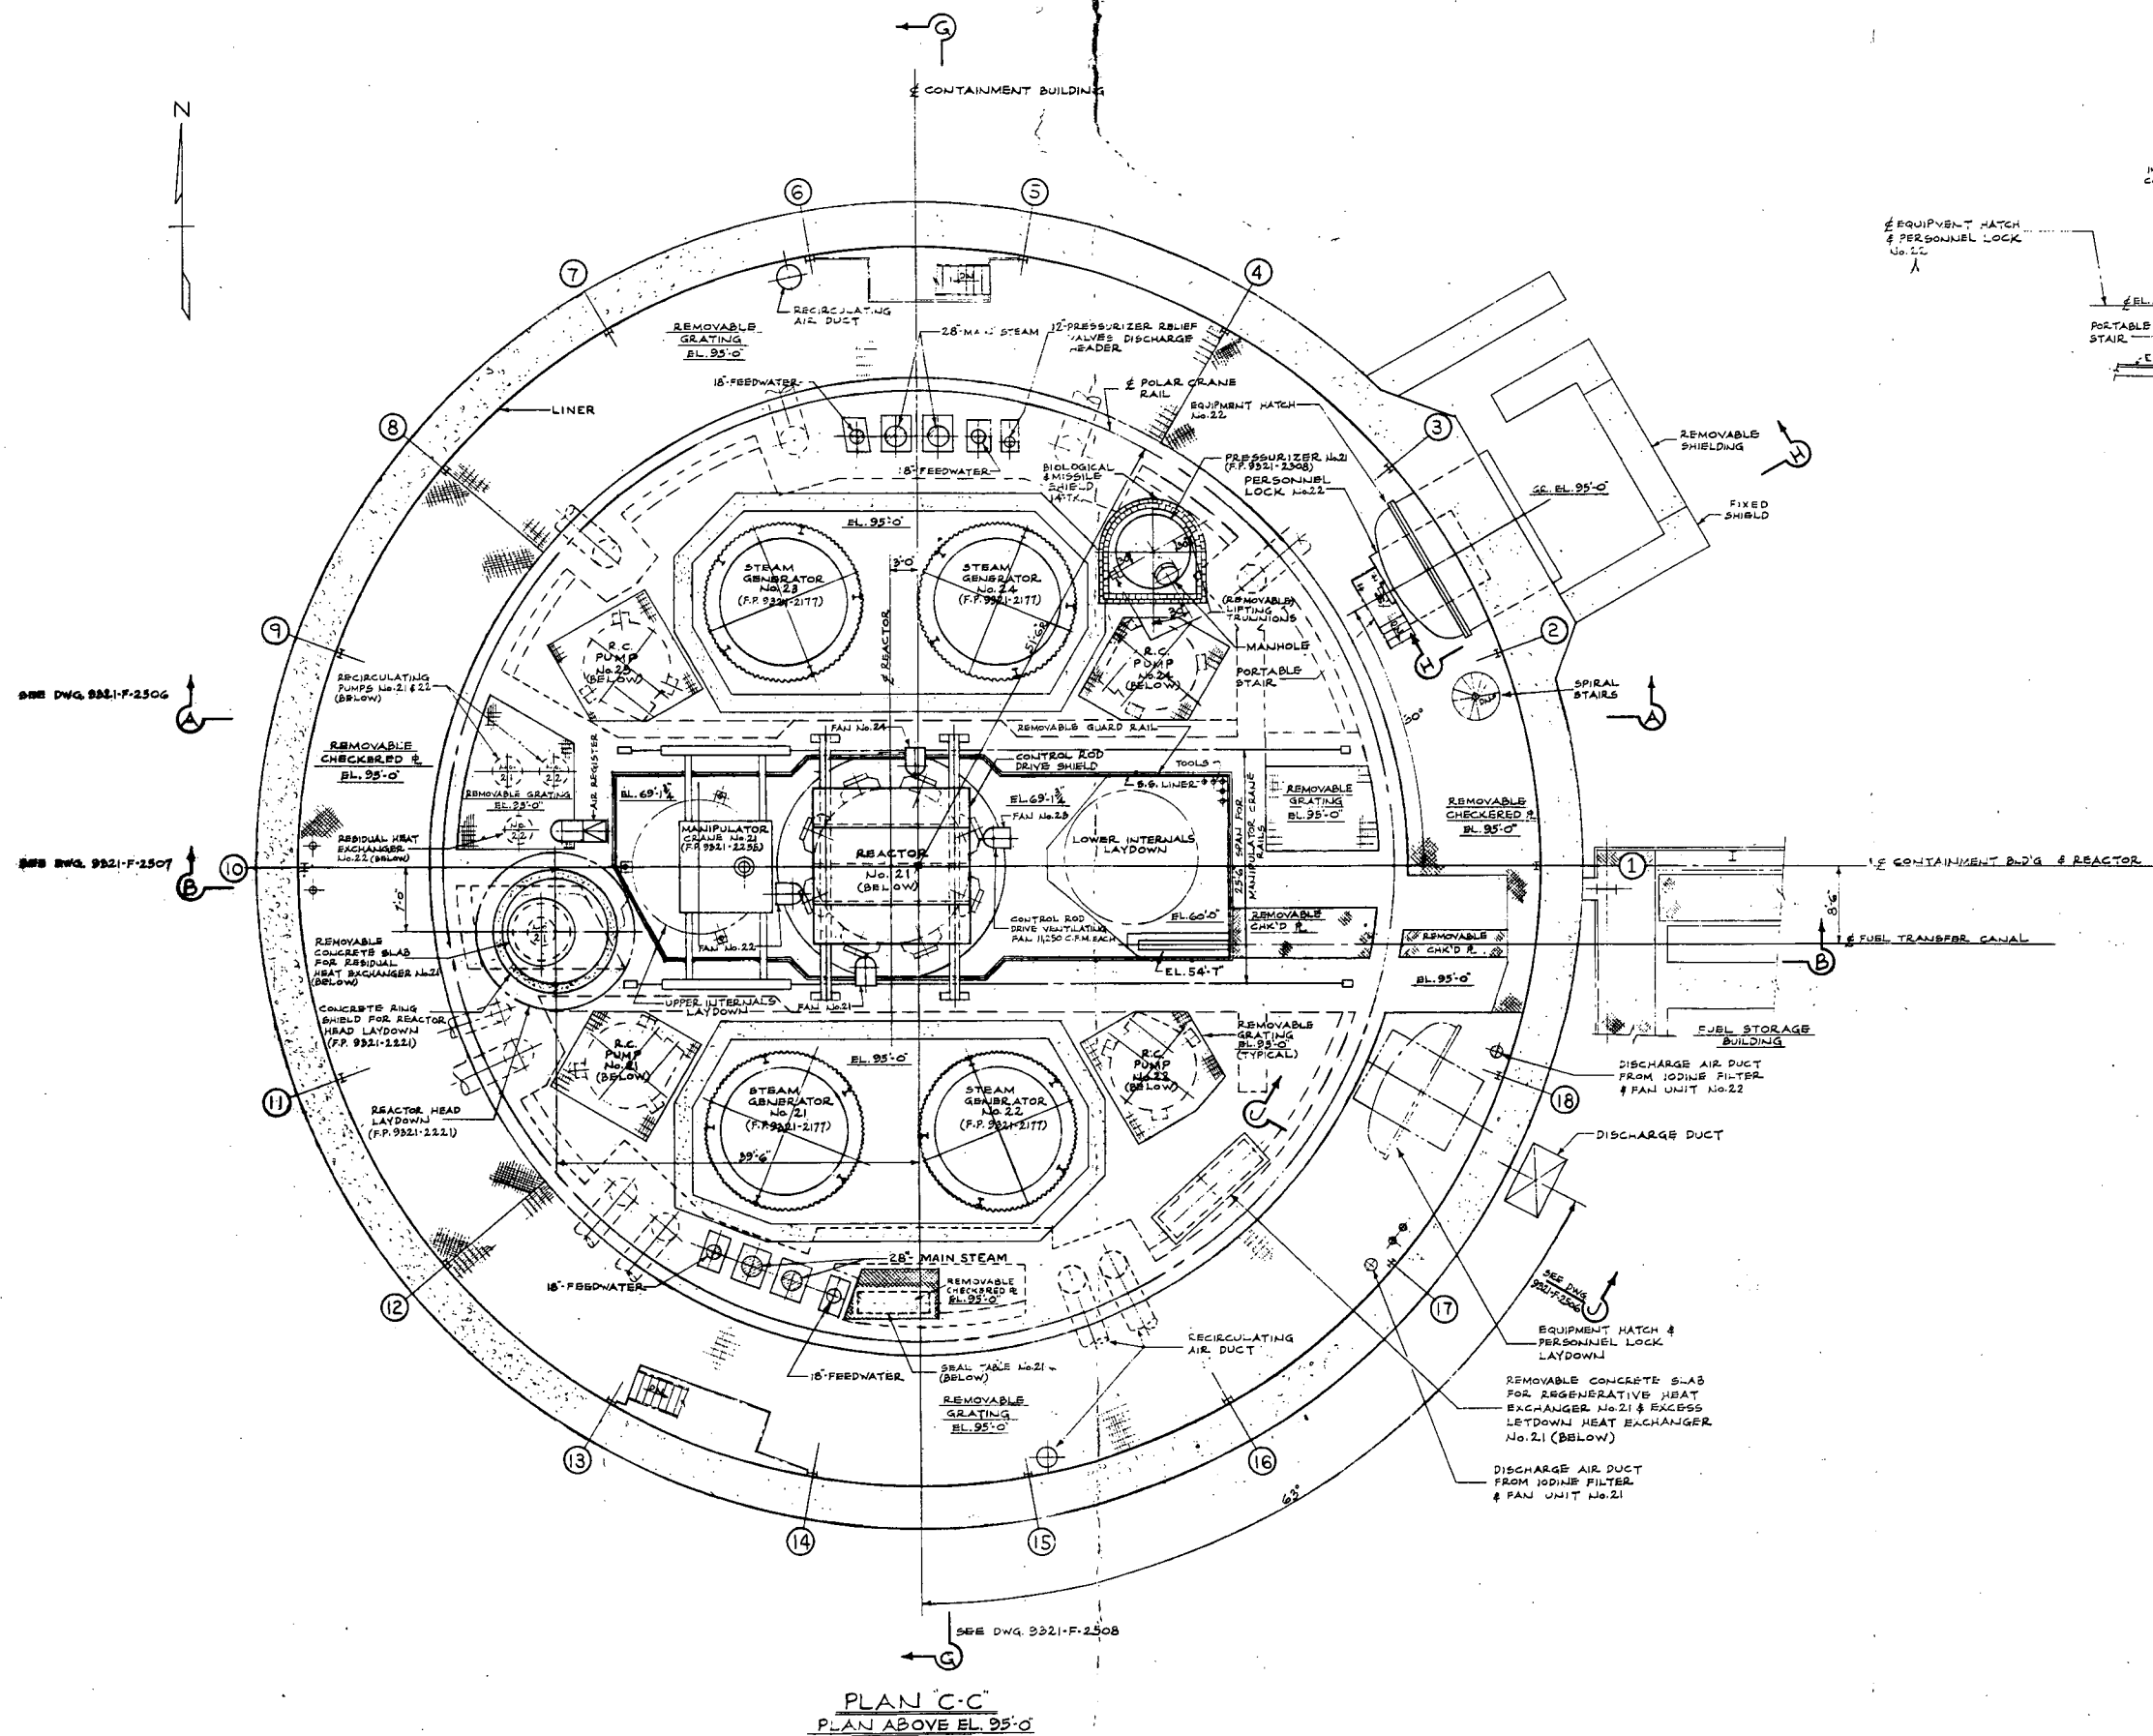 G
℄ CONTAINMENT BUILDING
N
6
5
7
4
℄ EQUIPMENT HATCH
& PERSONNEL LOCK
No. 22
RECIRCULATING
AIR DUCT
REMOVABLE
GRATING
EL. 95'-0"
28"-MAIN STEAM
12"-PRESSURIZER RELIEF
VALVES DISCHARGE
HEADER
PORTABLE
STAIR
18"-FEEDWATER
℄ POLAR CRANE
RAIL
LINER
EQUIPMENT HATCH
No. 22
8
3
REMOVABLE
SHIELDING
H
18"-FEEDWATER
BIOLOGICAL
& MISSILE
SHIELD
PRESSURIZER No. 21
(F.P. 9321-2308)
PERSONNEL
LOCK No. 22
EL. 95'-0"
FIXED
SHIELD
EL. 95'-0"
3'-0"
STEAM
GENERATOR
No. 23
(F.P. 9321-2177)
STEAM
GENERATOR
No. 24
(F.P. 9321-2177)
(REMOVABLE)
LIFTING
TRUNNIONS
9
2
℄ REACTOR
R.C.
PUMP
No. 23
(BELOW)
R.C.
PUMP
No. 24
(BELOW)
MANHOLE
PORTABLE
STAIR
H
DN
SPIRAL
STAIRS
RECIRCULATING
PUMPS No. 21 & 22
(BELOW)
SEE DWG. 9321-F-2506
A
A
FAN No. 24
REMOVABLE GUARD RAIL
30°
REMOVABLE
CHECKERED ℄
EL. 95'-0"
AIR REGISTER
CONTROL ROD
DRIVE SHIELD
TOOLS
S.S. LINER
REMOVABLE GRATING
EL. 95'-0"
EL. 69'-1¾"
EL. 69'-1¾"
FAN No. 23
REMOVABLE
GRATING
EL. 95'-0"
REMOVABLE
CHECKERED ℄
EL. 95'-0"
RESIDUAL HEAT
EXCHANGER
No. 22 (BELOW)
MANIPULATOR
CRANE No. 21
(F.P. 9321-2256)
REACTOR
No. 21
(BELOW)
LOWER INTERNALS
LAYDOWN
25'-6" SPAN FOR
MANIPULATOR CRANE
RAILS
SEE DWG. 9321-F-2507
B
10
1
℄ CONTAINMENT BLD'G & REACTOR
7'-0"
8'-6"
REMOVABLE
CONCRETE SLAB
FOR RESIDUAL
HEAT EXCHANGER No. 21
(BELOW)
FAN No. 22
CONTROL ROD
DRIVE VENTILATING
FAN 11,250 C.F.M. EACH
EL. 60'-0"
REMOVABLE
CHK'D ℄
REMOVABLE
CHK'D ℄
℄ FUEL TRANSFER CANAL
B
EL. 54'-7"
EL. 95'-0"
UPPER INTERNALS
LAYDOWN
FAN No. 21
CONCRETE RING
SHIELD FOR REACTOR
HEAD LAYDOWN
(F.P. 9321-2221)
FUEL STORAGE
BUILDING
R.C.
PUMP
No. 21
(BELOW)
EL. 95'-0"
R.C.
PUMP
No. 22
(BELOW)
REMOVABLE
GRATING
EL. 95'-0"
(TYPICAL)
DISCHARGE AIR DUCT
FROM IODINE FILTER
& FAN UNIT No. 22
11
REACTOR HEAD
LAYDOWN
(F.P. 9321-2221)
STEAM
GENERATOR
No. 21
(F.P. 9321-2177)
STEAM
GENERATOR
No. 22
(F.P. 9321-2177)
J
18
DISCHARGE DUCT
39'-6"
28"-MAIN STEAM
18"-FEEDWATER
REMOVABLE
CHECKERED ℄
EL. 95'-0"
12
17
SEE DWG
9321-F-2506
J
EQUIPMENT HATCH &
PERSONNEL LOCK
LAYDOWN
RECIRCULATING
AIR DUCT
18"-FEEDWATER
SEAL TABLE No. 21
(BELOW)
DN
REMOVABLE
GRATING
EL. 95'-0"
REMOVABLE CONCRETE SLAB
FOR REGENERATIVE HEAT
EXCHANGER No. 21 & EXCESS
LETDOWN HEAT EXCHANGER
No. 21 (BELOW)
13
16
DISCHARGE AIR DUCT
FROM IODINE FILTER
& FAN UNIT No. 21
63°
14
15
SEE DWG. 9321-F-2508
G
PLAN "C-C"
PLAN ABOVE EL. 95'-0"